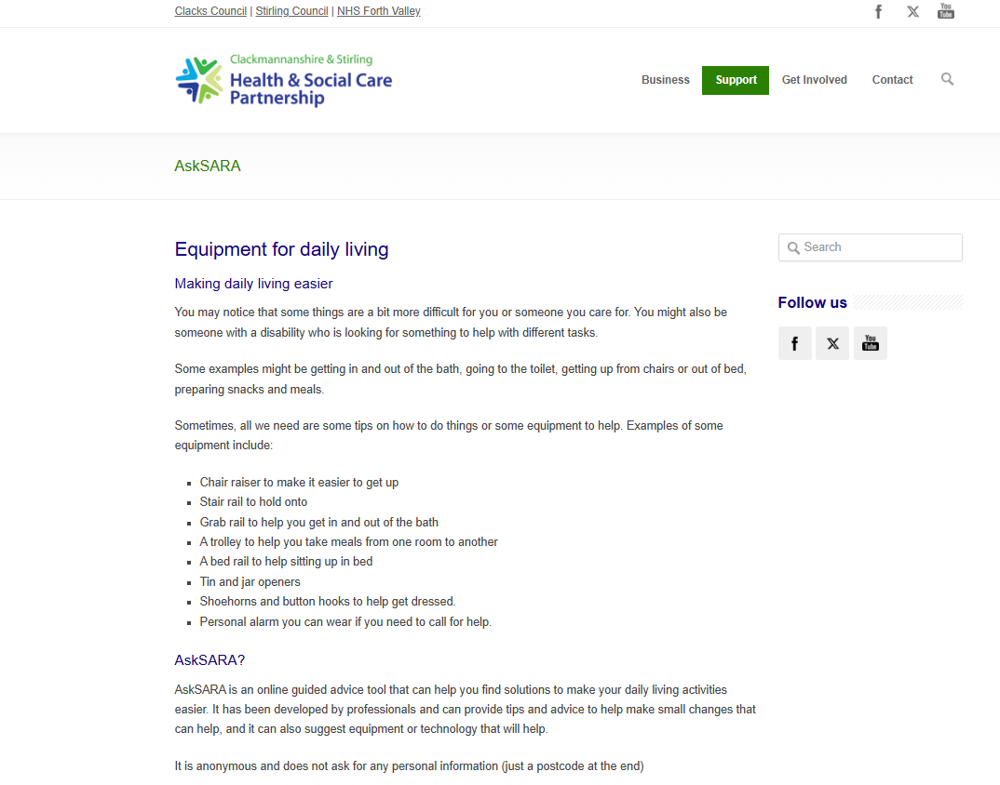 Clacks Council | Stirling Council | NHS Forth Valley
You Tube
Clackmannanshire & Stirling
Health & Social Care
Partnership
Business Support Get Involved Contact
AskSARA
Equipment for daily living
Search
Making daily living easier
Follow us
You may notice that some things are a bit more difficult for you or someone you care for. You might also be
someone with a disability who is looking for something to help with different tasks.
You Tube
Some examples might be getting in and out of the bath, going to the toilet, getting up from chairs or out of bed,
preparing snacks and meals.
Sometimes, all we need are some tips on how to do things or some equipment to help. Examples of some
equipment include:
Chair raiser to make it easier to get up
Stair rail to hold onto
Grab rail to help you get in and out of the bath
A trolley to help you take meals from one room to another
A bed rail to help sitting up in bed
Tin and jar openers
Shoehorns and button hooks to help get dressed.
Personal alarm you can wear if you need to call for help.
AskSARA?
AskSARA is an online guided advice tool that can help you find solutions to make your daily living activities
easier. It has been developed by professionals and can provide tips and advice to help make small changes that
can help, and it can also suggest equipment or technology that will help.
It is anonymous and does not ask for any personal information (just a postcode at the end)